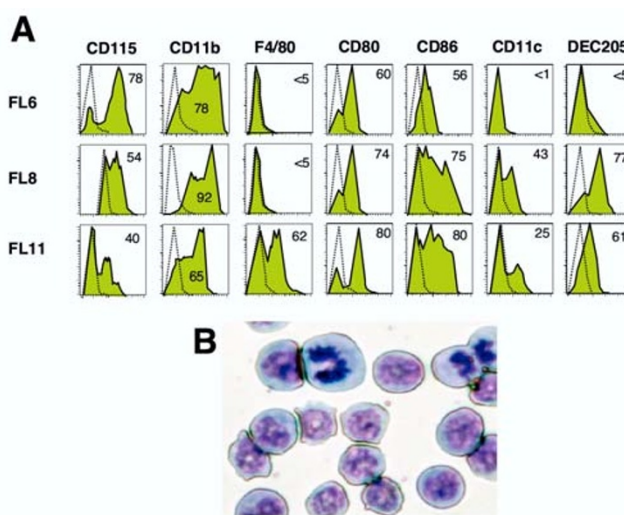 A
CD115 CD11b F4/80 CD80 CD86 CD11c DEC205
FL6 78 78 <5 60 56 <1 <5
FL8 54 92 <5 74 75 43 77
FL11 40 65 62 80 80 25 61
B